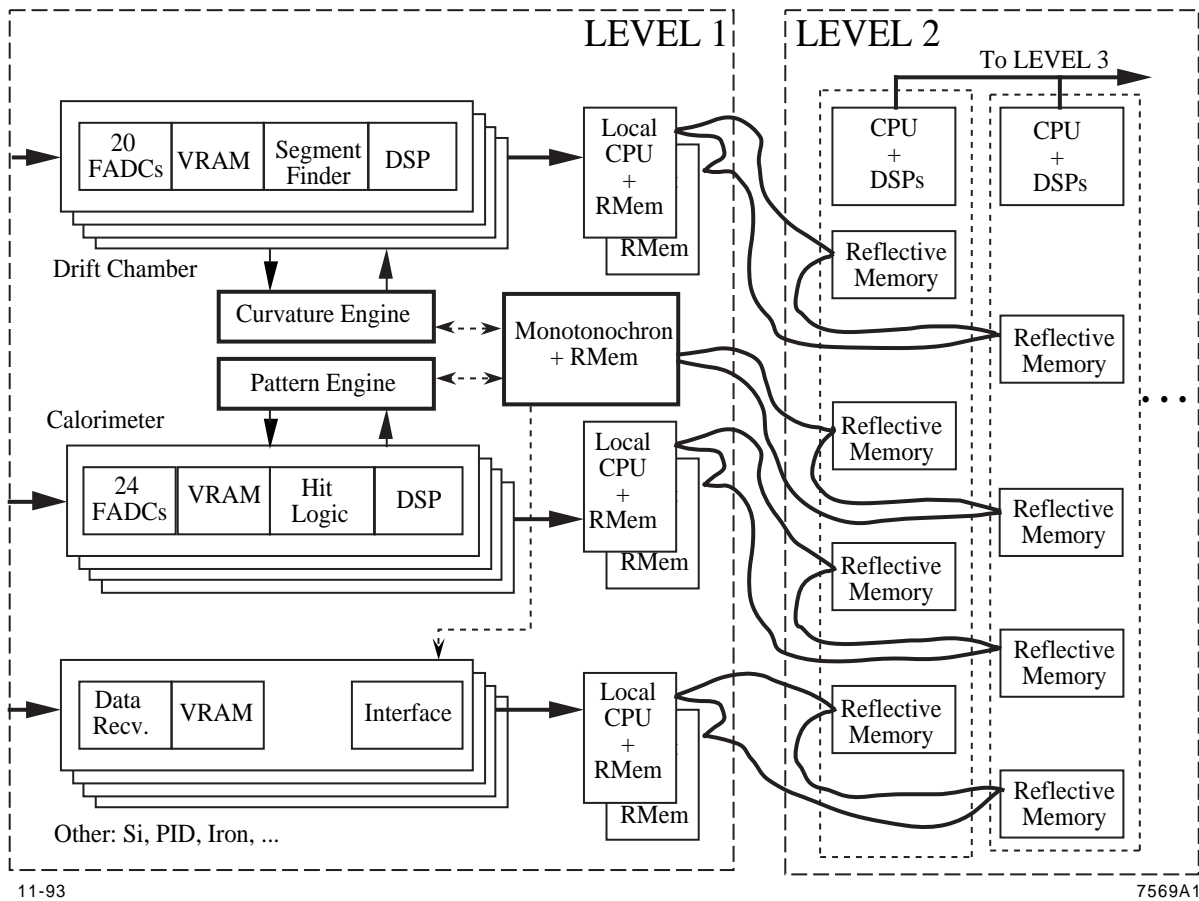 LEVEL 1
LEVEL 2
To LEVEL 3
20
FADCs
VRAM
Segment
Finder
DSP
Local
CPU
+
RMem
RMem
CPU
+
DSPs
CPU
+
DSPs
Drift Chamber
Reflective
Memory
Curvature Engine
Monotonochron
+ RMem
Reflective
Memory
Pattern Engine
Calorimeter
Reflective
Memory
24
FADCs
VRAM
Hit
Logic
DSP
Local
CPU
+
RMem
RMem
Reflective
Memory
Reflective
Memory
Reflective
Memory
Data
Recv.
VRAM
Interface
Local
CPU
+
RMem
RMem
Reflective
Memory
Reflective
Memory
...
Other: Si, PID, Iron, ...
11-93
7569A1